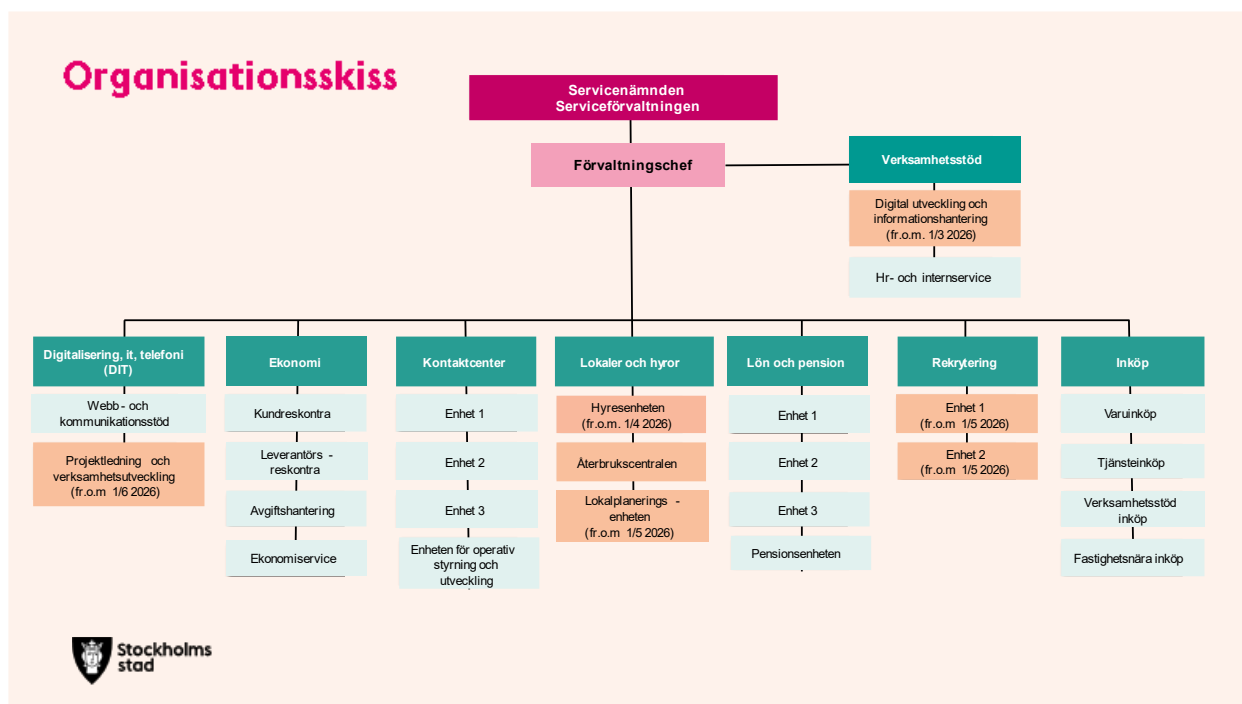 Organisationsskiss
Servicenämnden
Serviceförvaltningen
Förvaltningschef
Verksamhetsstöd
Digital utveckling och
informationshantering
(fr.o.m. 1/3 2026)
Hr- och internservice
Digitalisering, it, telefoni
(DIT)
Webb - och
kommunikationsstöd
Projektledning och
verksamhetsutveckling
(fr.o.m 1/6 2026)
Ekonomi
Kundreskontra
Leverantörs -
reskontra
Avgiftshantering
Ekonomiservice
Kontaktcenter
Enhet 1
Enhet 2
Enhet 3
Enheten för operativ
styrning och
utveckling
Lokaler och hyror
Hyresenheten
(fr.o.m. 1/4 2026)
Återbrukscentralen
Lokalplanerings -
enheten
(fr.o.m 1/5 2026)
Lön och pension
Enhet 1
Enhet 2
Enhet 3
Pensionsenheten
Rekrytering
Enhet 1
(fr.o.m 1/5 2026)
Enhet 2
(fr.o.m 1/5 2026)
Inköp
Varuinköp
Tjänsteinköp
Verksamhetsstöd
inköp
Fastighetsnära inköp
Stockholms
stad